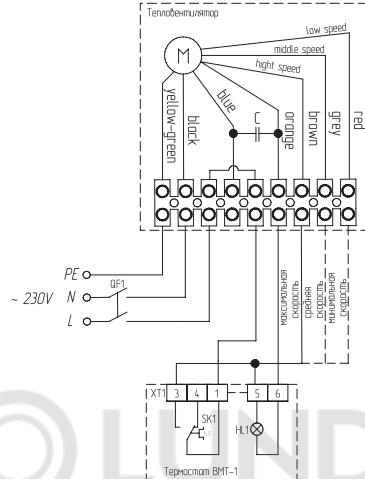 Тепловентилятор
low speed
middle speed
hight speed
M
yellow-green
black
blue
C
orange
brown
grey
red
PE
~ 230V
N
QF1
L
максимальная
скорость
средняя
скорость
минимальная
скорость
XT1
3
4
1
5
6
SK1
t°C
HL1
Термостат BMT-1
LUND